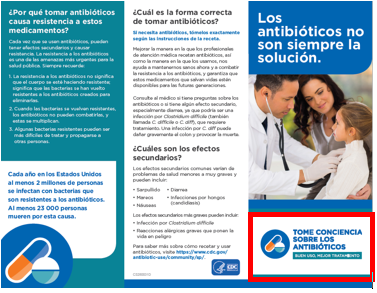 ¿Por qué tomar antibióticos
causa resistencia a estos
medicamentos?
Cada vez que se usan antibióticos, pueden
tener efectos secundarios y causar
resistencia. La resistencia a los antibióticos
es una de las amenazas más urgentes para la
salud pública. Siempre recuerde:
1. La resistencia a los antibióticos no significa
que el cuerpo se está haciendo resistente;
significa que las bacterias se han vuelto
resistentes a los antibióticos creados para
eliminarlas.
2. Cuando las bacterias se vuelven resistentes,
los antibióticos no pueden combatirlas, y
estas se multiplican.
3. Algunas bacterias resistentes pueden ser
más difíciles de tratar y propagarse a
otras personas.
Cada año en los Estados Unidos
al menos 2 millones de personas
se infectan con bacterias que
son resistentes a los antibióticos.
Al menos 23 000 personas
mueren por esta causa.
¿Cuál es la forma correcta
de tomar antibióticos?
Si necesita antibióticos, tómelos exactamente
según las instrucciones de la receta.
Mejorar la manera en la que los profesionales
de atención médica recetan antibióticos, así
como la manera en la que los usamos, nos
ayuda a mantenernos sanos ahora y a combatir
la resistencia a los antibióticos, y garantiza que
estos medicamentos que salvan vidas estén
disponibles para las futuras generaciones.
Consulte al médico si tiene preguntas sobre los
antibióticos o si tiene algún efecto secundario,
especialmente diarrea, ya que podría ser una
infección por Clostridium difficile (también
llamada C. difficile o C. diff), que requiere
tratamiento. Una infección por C. diff puede
dañar gravemente al colon y provocar la muerte.
¿Cuáles son los efectos
secundarios?
Los efectos secundarios comunes varían de
problemas de salud menores a muy graves y
pueden incluir:
• Sarpullido
• Mareos
• Náuseas
• Diarrea
• Infecciones por hongos
(candidiasis)
Los efectos secundarios más graves pueden incluir:
• Infección por Clostridium difficile
• Reacciones alérgicas graves que ponen la
vida en peligro
Para saber más sobre cómo recetar y usar
antibióticos, visite https://www.cdc.gov/
antibiotic-use/community/sp/.
CDC
Los
antibióticos no
son siempre la
solución.
TOME CONCIENCIA
SOBRE LOS
ANTIBIÓTICOS
BUEN USO, MEJOR TRATAMIENTO